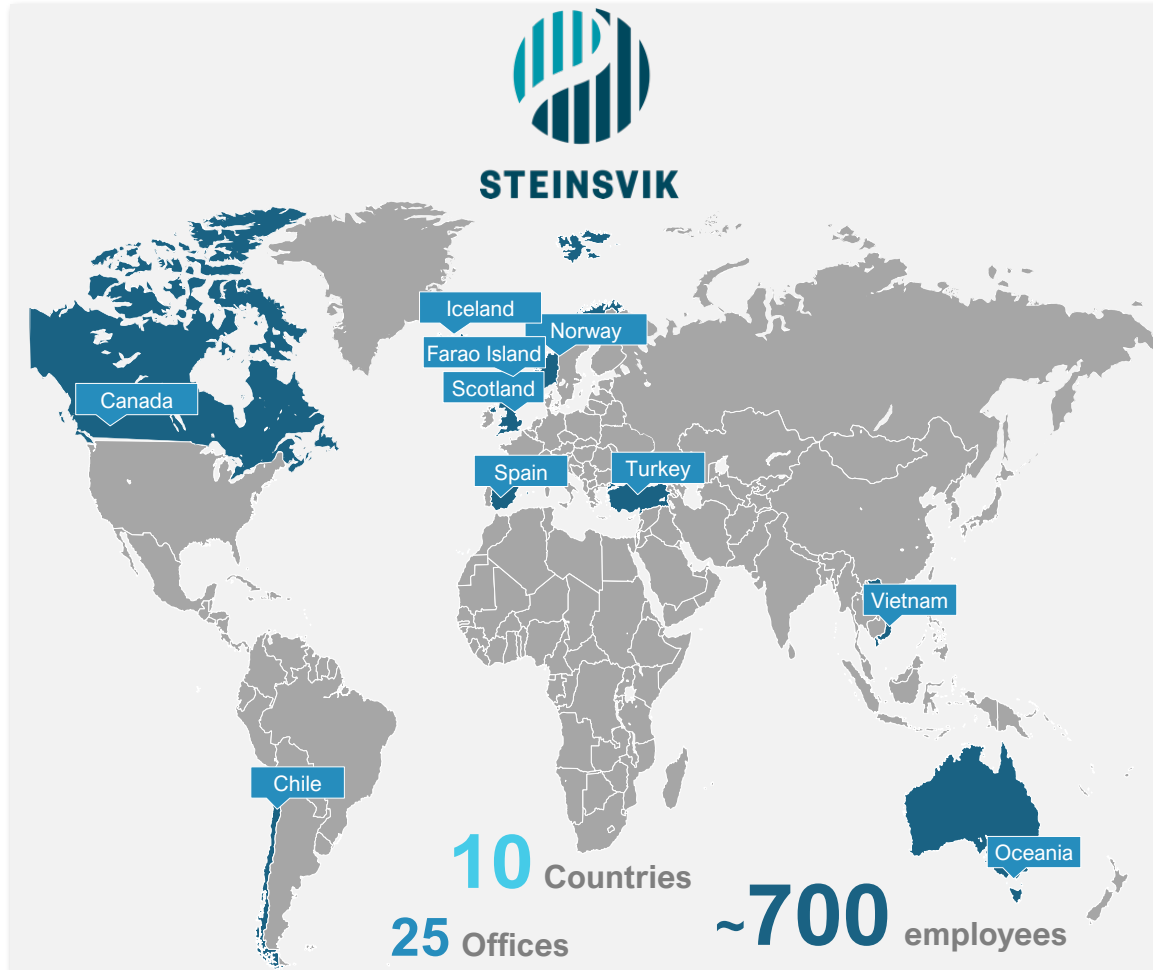 STEINSVIK
Iceland
Norway
Farao Island
Scotland
Canada
Spain
Turkey
Vietnam
Chile
Oceania
10 Countries
25 Offices
~700 employees